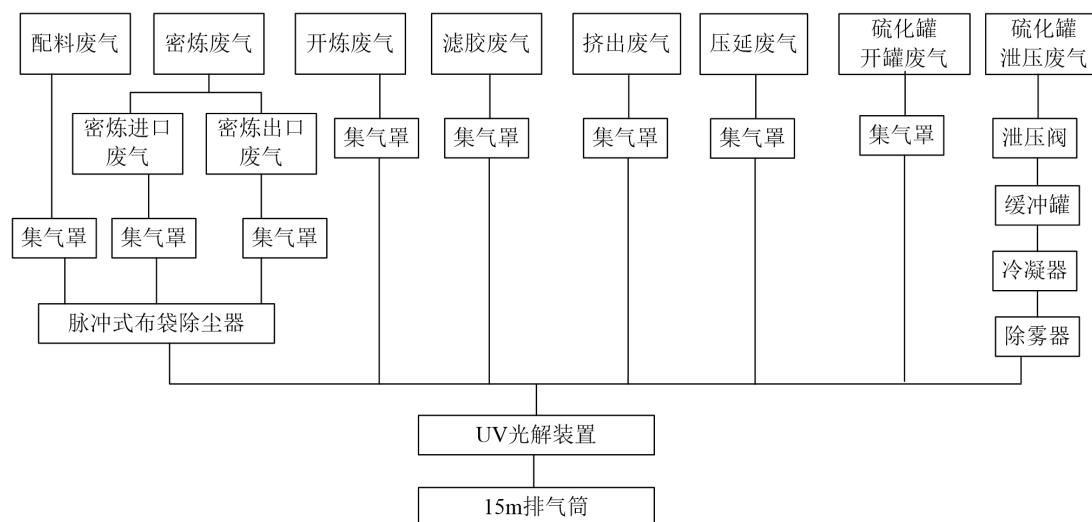 配料废气
密炼废气
开炼废气
滤胶废气
挤出废气
压延废气
硫化罐
开罐废气
硫化罐
泄压废气
密炼进口
废气
密炼出口
废气
集气罩
集气罩
集气罩
集气罩
集气罩
泄压阀
缓冲罐
集气罩
集气罩
集气罩
冷凝器
脉冲式布袋除尘器
除雾器
UV光解装置
15m排气筒